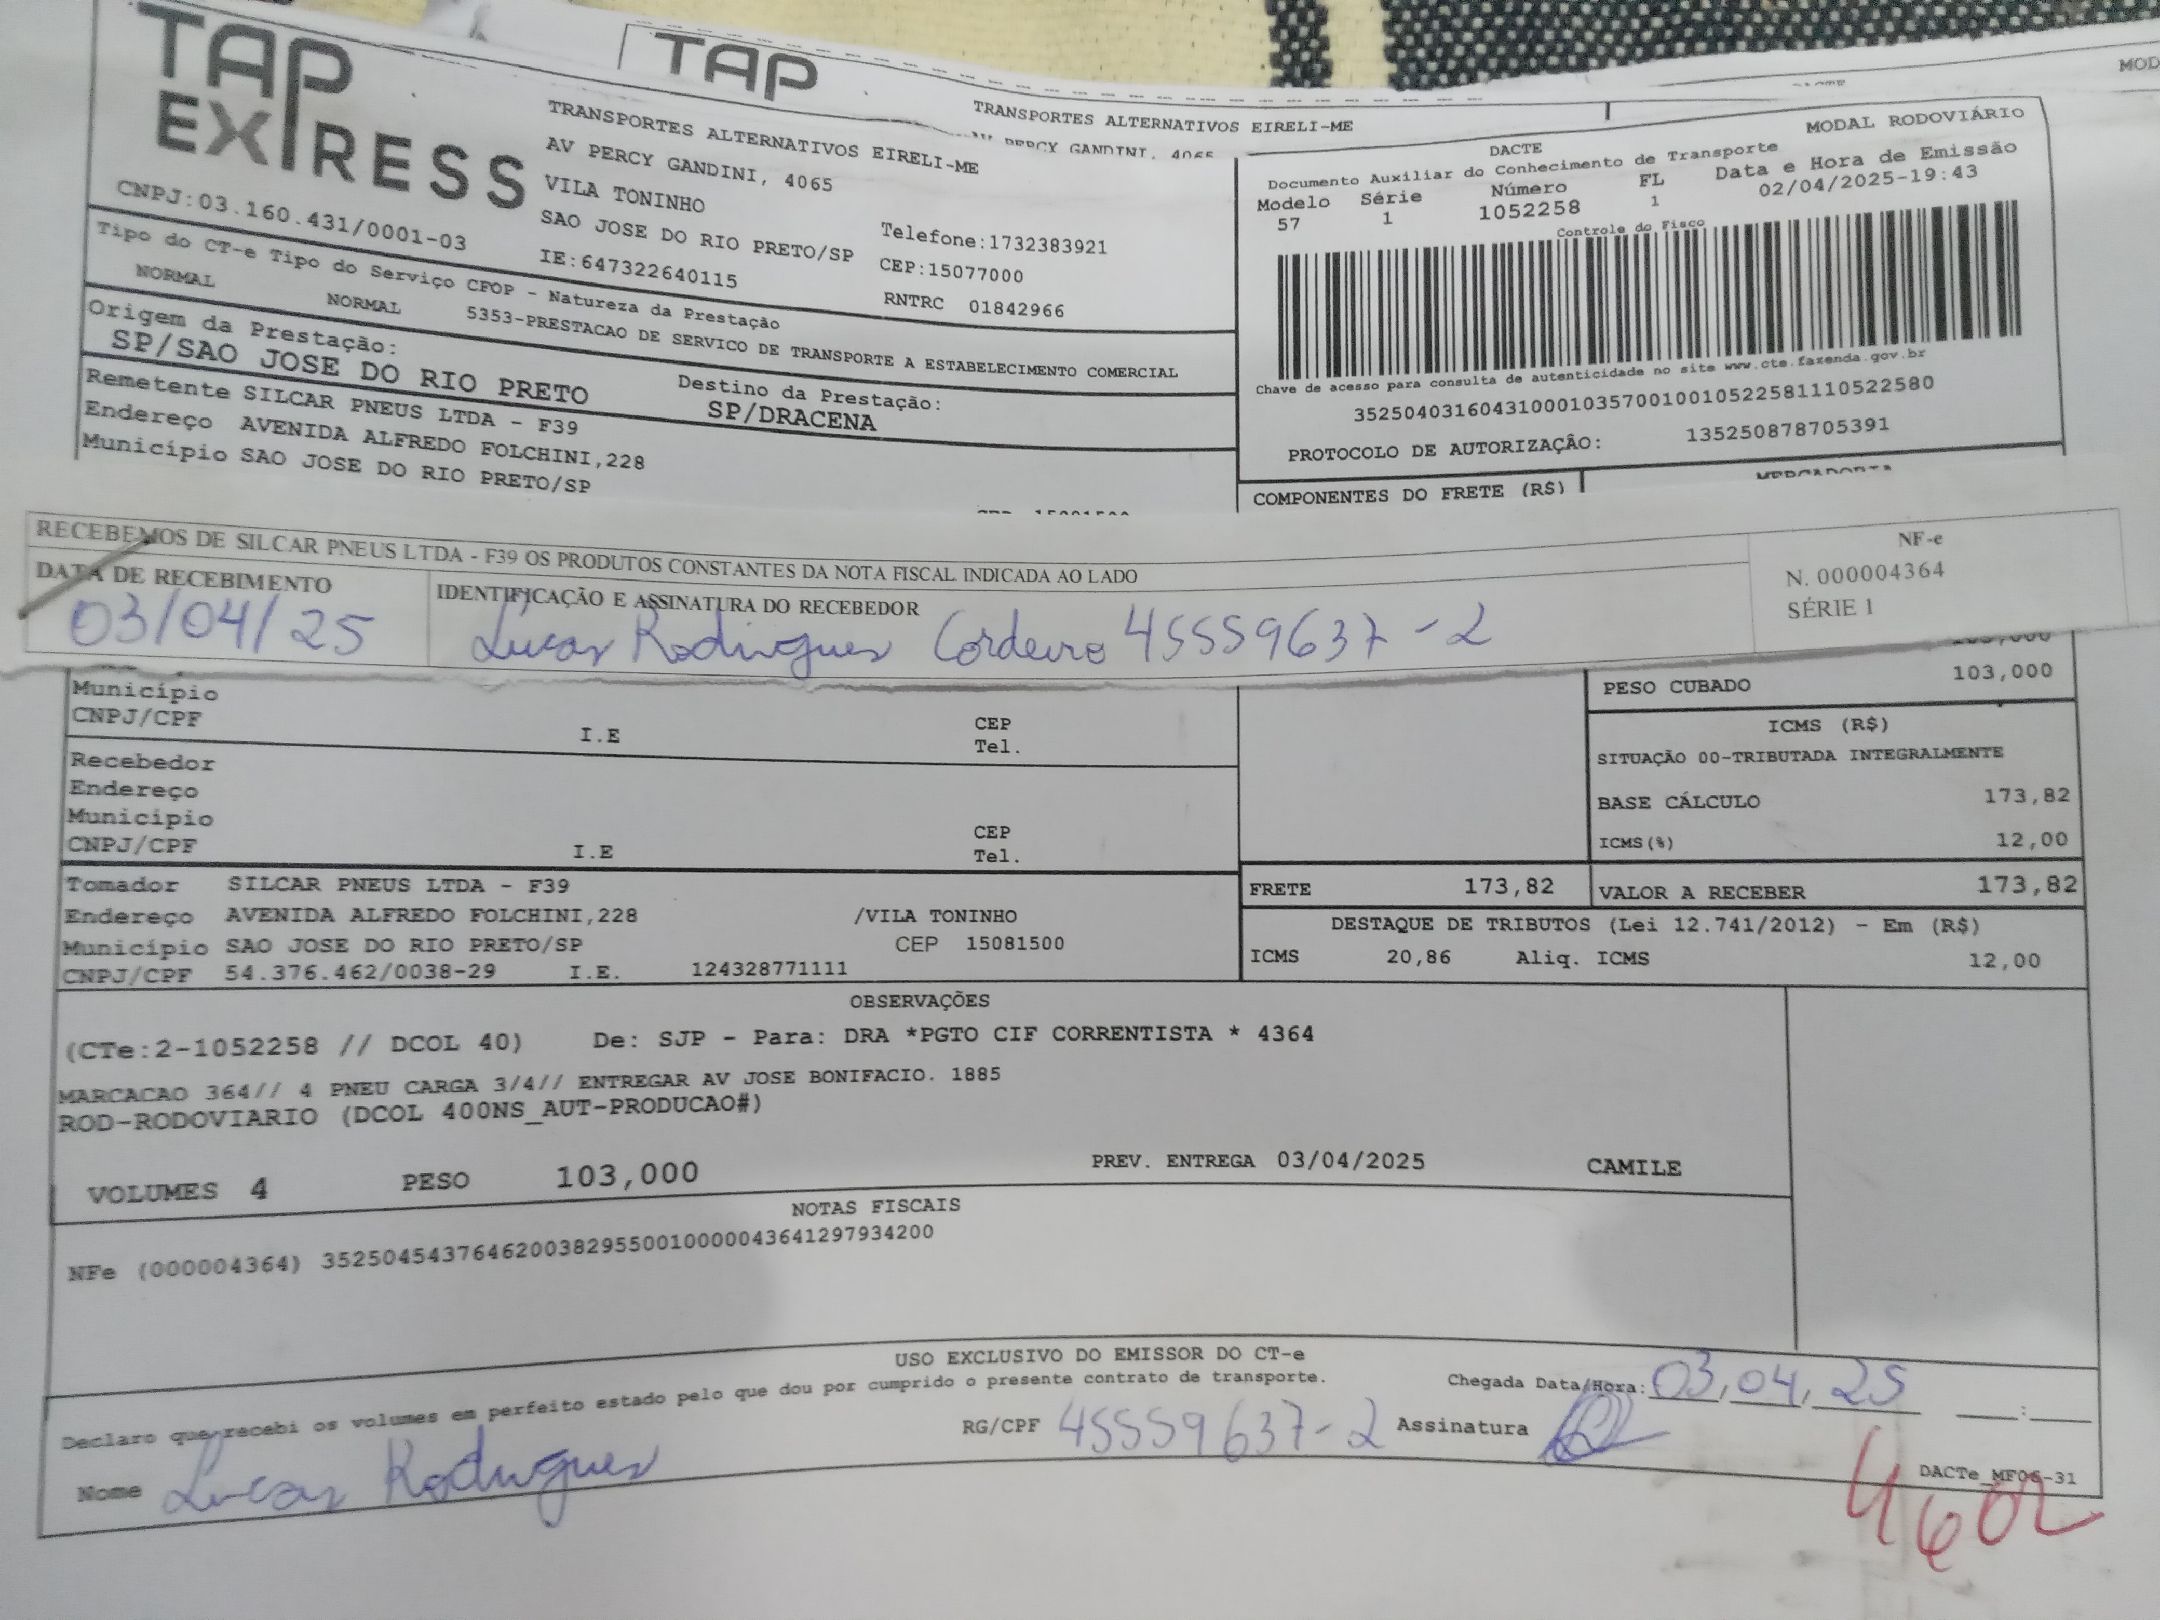 TAP
TAP
EXPRESS
MOD
TRANSPORTES ALTERNATIVOS EIRELI-ME
TRANSPORTES ALTERNATIVOS EIRELI-ME
AV PERCY GANDINI, 4065
AV PERCY GANDINI, 4065
VILA TONINHO
SAO JOSE DO RIO PRETO/SP
Telefone:1732383921
CNPJ:03.160.431/0001-03
IE:647322640115
CEP:15077000
RNTRC 01842966
MODAL RODOVIÁRIO
DACTE
Documento Auxiliar do Conhecimento de Transporte
Modelo Série Número FL Data e Hora de Emissão
57 1 1052258 1 02/04/2025-19:43
Controle do Fisco
Chave de acesso para consulta de autenticidade no site www.cte.fazenda.gov.br
35250403160431000103570010010522581110522580
PROTOCOLO DE AUTORIZAÇÃO: 135250878705391
Tipo do CT-e Tipo do Serviço CFOP - Natureza da Prestação
NORMAL NORMAL 5353-PRESTACAO DE SERVICO DE TRANSPORTE A ESTABELECIMENTO COMERCIAL
Origem da Prestação: Destino da Prestação:
SP/SAO JOSE DO RIO PRETO SP/DRACENA
Remetente SILCAR PNEUS LTDA - F39
Endereço AVENIDA ALFREDO FOLCHINI,228
Município SAO JOSE DO RIO PRETO/SP
COMPONENTES DO FRETE (R$)
RECEBEMOS DE SILCAR PNEUS LTDA - F39 OS PRODUTOS CONSTANTES DA NOTA FISCAL INDICADA AO LADO
NF-e
N. 000004364
SÉRIE 1
DATA DE RECEBIMENTO IDENTIFICAÇÃO E ASSINATURA DO RECEBEDOR
03/04/25 Lucas Rodrigues Cordeiro 45559637-2
Município
CNPJ/CPF I.E CEP
Tel.
PESO CUBADO 103,000
Recebedor
Endereço
Município
CNPJ/CPF I.E CEP
Tel.
ICMS (R$)
SITUAÇÃO 00-TRIBUTADA INTEGRALMENTE
BASE CÁLCULO 173,82
ICMS(%) 12,00
Tomador SILCAR PNEUS LTDA - F39
Endereço AVENIDA ALFREDO FOLCHINI,228 /VILA TONINHO
Município SAO JOSE DO RIO PRETO/SP CEP 15081500
CNPJ/CPF 54.376.462/0038-29 I.E. 124328771111
FRETE 173,82 VALOR A RECEBER 173,82
DESTAQUE DE TRIBUTOS (Lei 12.741/2012) - Em (R$)
ICMS 20,86 Aliq. ICMS 12,00
OBSERVAÇÕES
(CTe:2-1052258 // DCOL 40) De: SJP - Para: DRA *PGTO CIF CORRENTISTA * 4364
MARCACAO 364// 4 PNEU CARGA 3/4// ENTREGAR AV JOSE BONIFACIO. 1885
ROD-RODOVIARIO (DCOL 400NS_AUT-PRODUCAO#)
VOLUMES 4 PESO 103,000 PREV. ENTREGA 03/04/2025 CAMILE
NOTAS FISCAIS
NFe (000004364) 35250454376462003829550010000043641297934200
USO EXCLUSIVO DO EMISSOR DO CT-e
Declaro que recebi os volumes em perfeito estado pelo que dou por cumprido o presente contrato de transporte.
Chegada Data/Hora: 03,04,25 :
Nome Lucas Rodrigues RG/CPF 45559637-2 Assinatura
DACTe_MF06-31